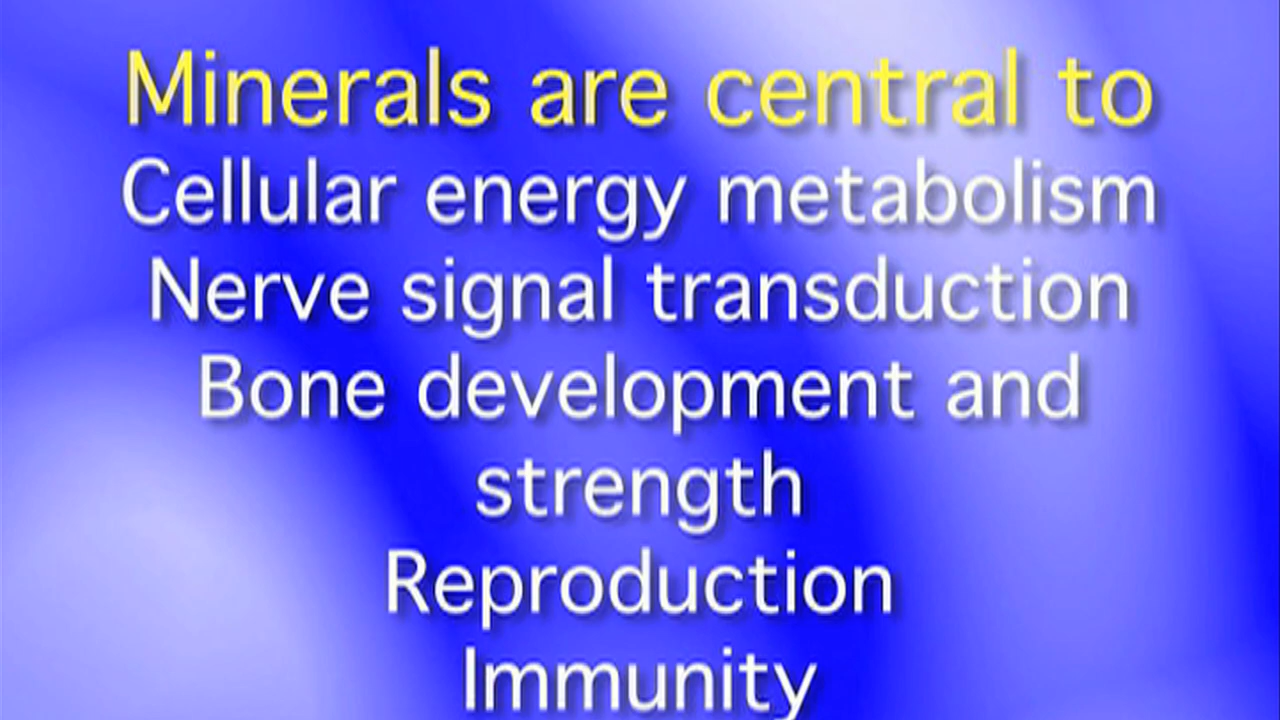 Minerals are central to
Cellular energy metabolism
Nerve signal transduction
Bone development and
strength
Reproduction
Immunity